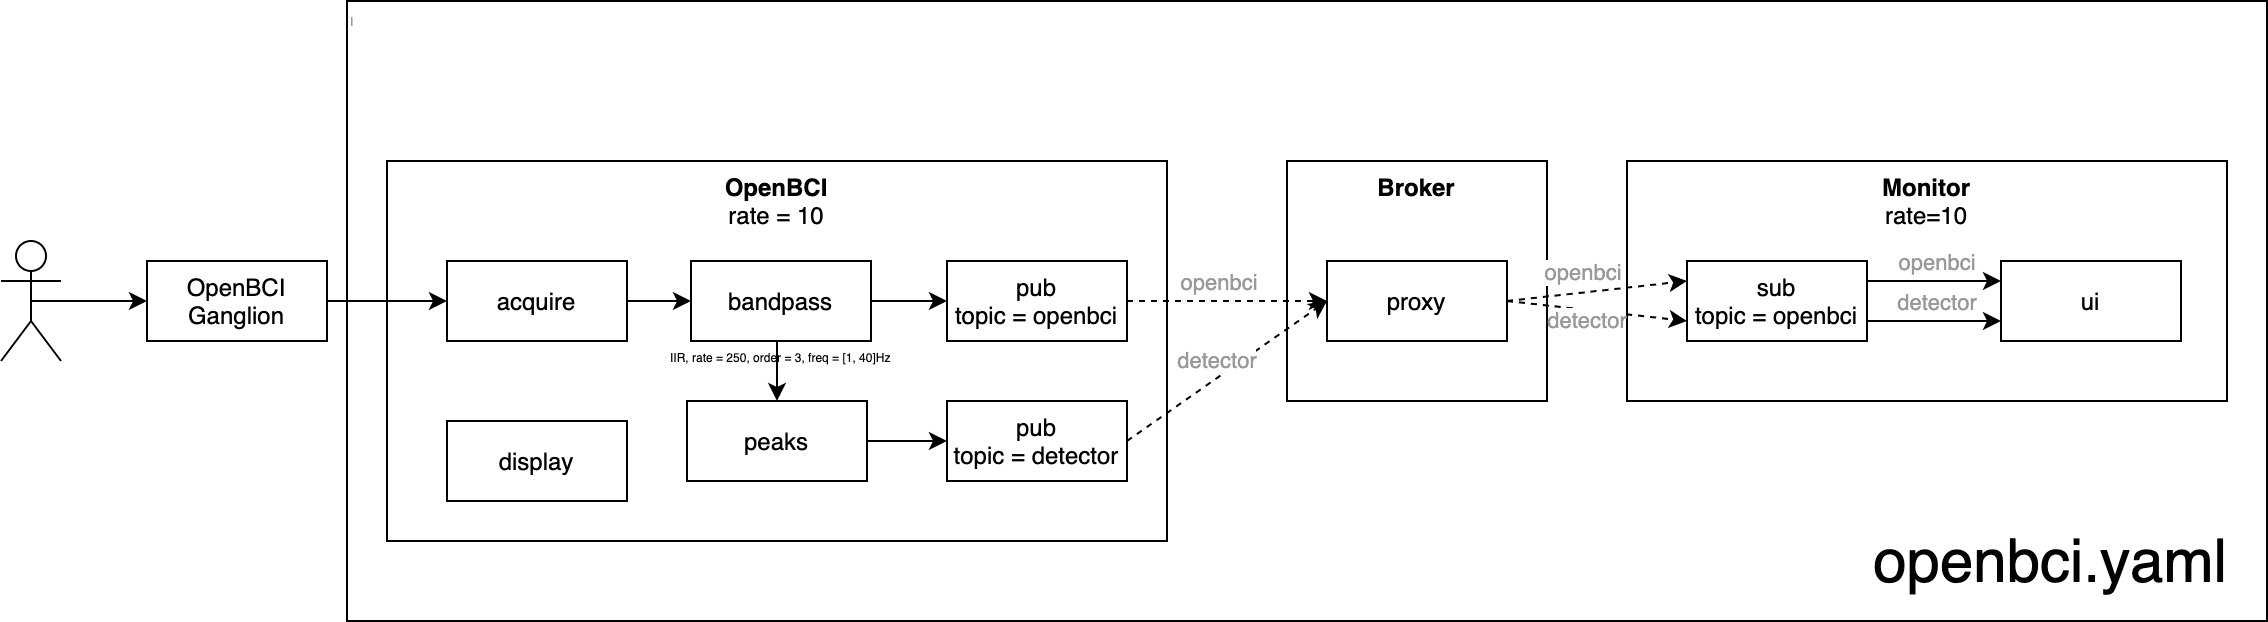 OpenBCI
rate = 10
Broker
Monitor
rate=10
OpenBCI
Ganglion
acquire
bandpass
pub
topic = openbci
openbci
proxy
openbci
detector
sub
topic = openbci
openbci
detector
ui
IIR, rate = 250, order = 3, freq = [1, 40]Hz
detector
display
peaks
pub
topic = detector
openbci.yaml